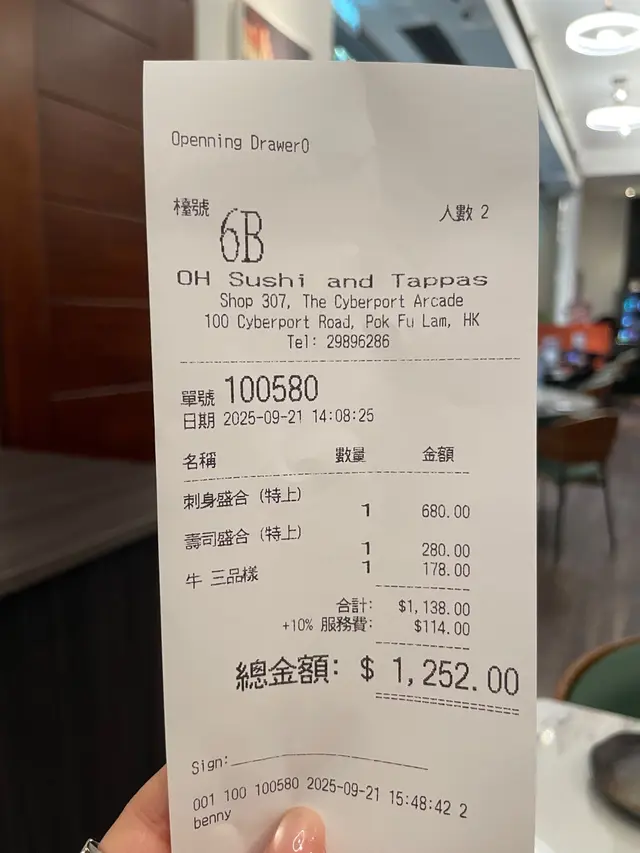 Openning Drawer0
檯號 6B 人數 2
OH Sushi and Tappas
Shop 307, The Cyberport Arcade
100 Cyberport Road, Pok Fu Lam, HK
Tel: 29896286
單號 100580
日期 2025-09-21 14:08:25
名稱 數量 金額
刺身盛合 (特上)
1 680.00
壽司盛合 (特上)
1 280.00
牛 三品樣 1 178.00
合計: $1,138.00
+10% 服務費: $114.00
總金額: $ 1,252.00
Sign:
001 100 100580 2025-09-21 15:48:42 2
benny